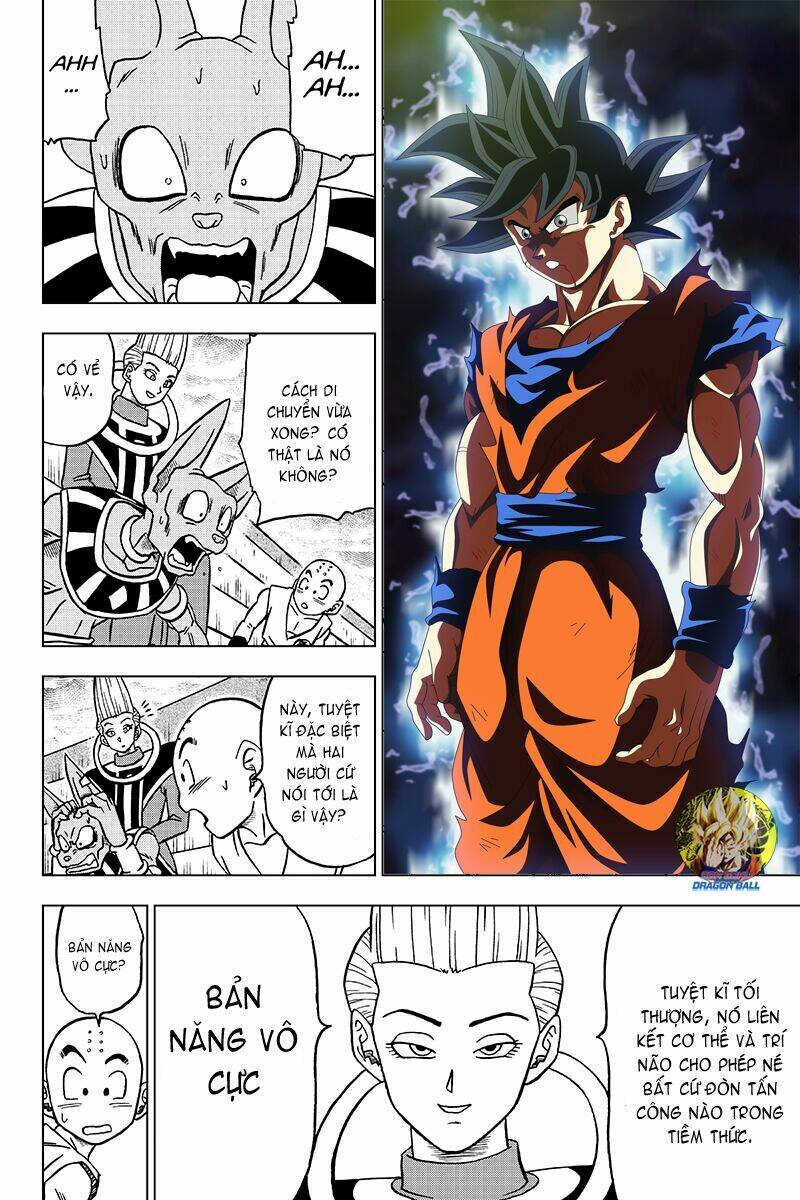 AH...
AH...
AHH
...
CÁCH DI
CHUYỂN VỪA
XONG? CÓ
THẬT LÀ NÓ
KHÔNG?
CÓ VẺ
VẬY.
NÀY, TUYỆT
KĨ ĐẶC BIỆT
MÀ HAI
NGƯỜI CỨ
NÓI TỚI LÀ
GÌ VẬY?
DRAGON BALL
TUYỆT KĨ TỐI
THƯỢNG, NÓ LIÊN
KẾT CƠ THỂ VÀ TRÍ
NÃO CHO PHÉP NÉ
BẤT CỨ ĐÒN TẤN
CÔNG NÀO TRONG
TIỀM THỨC.
BẢN
NĂNG VÔ
CỰC
BẢN NĂNG
VÔ CỰC?